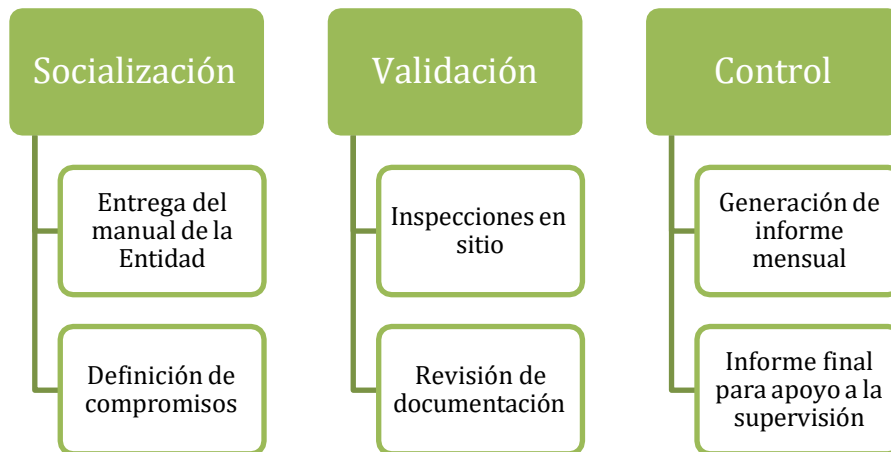 Socialización
Entrega del
manual de la
Entidad
Definición de
compromisos
Validación
Inspecciones en
sitio
Revisión de
documentación
Control
Generación de
informe
mensual
Informe final
para apoyo a la
supervisión